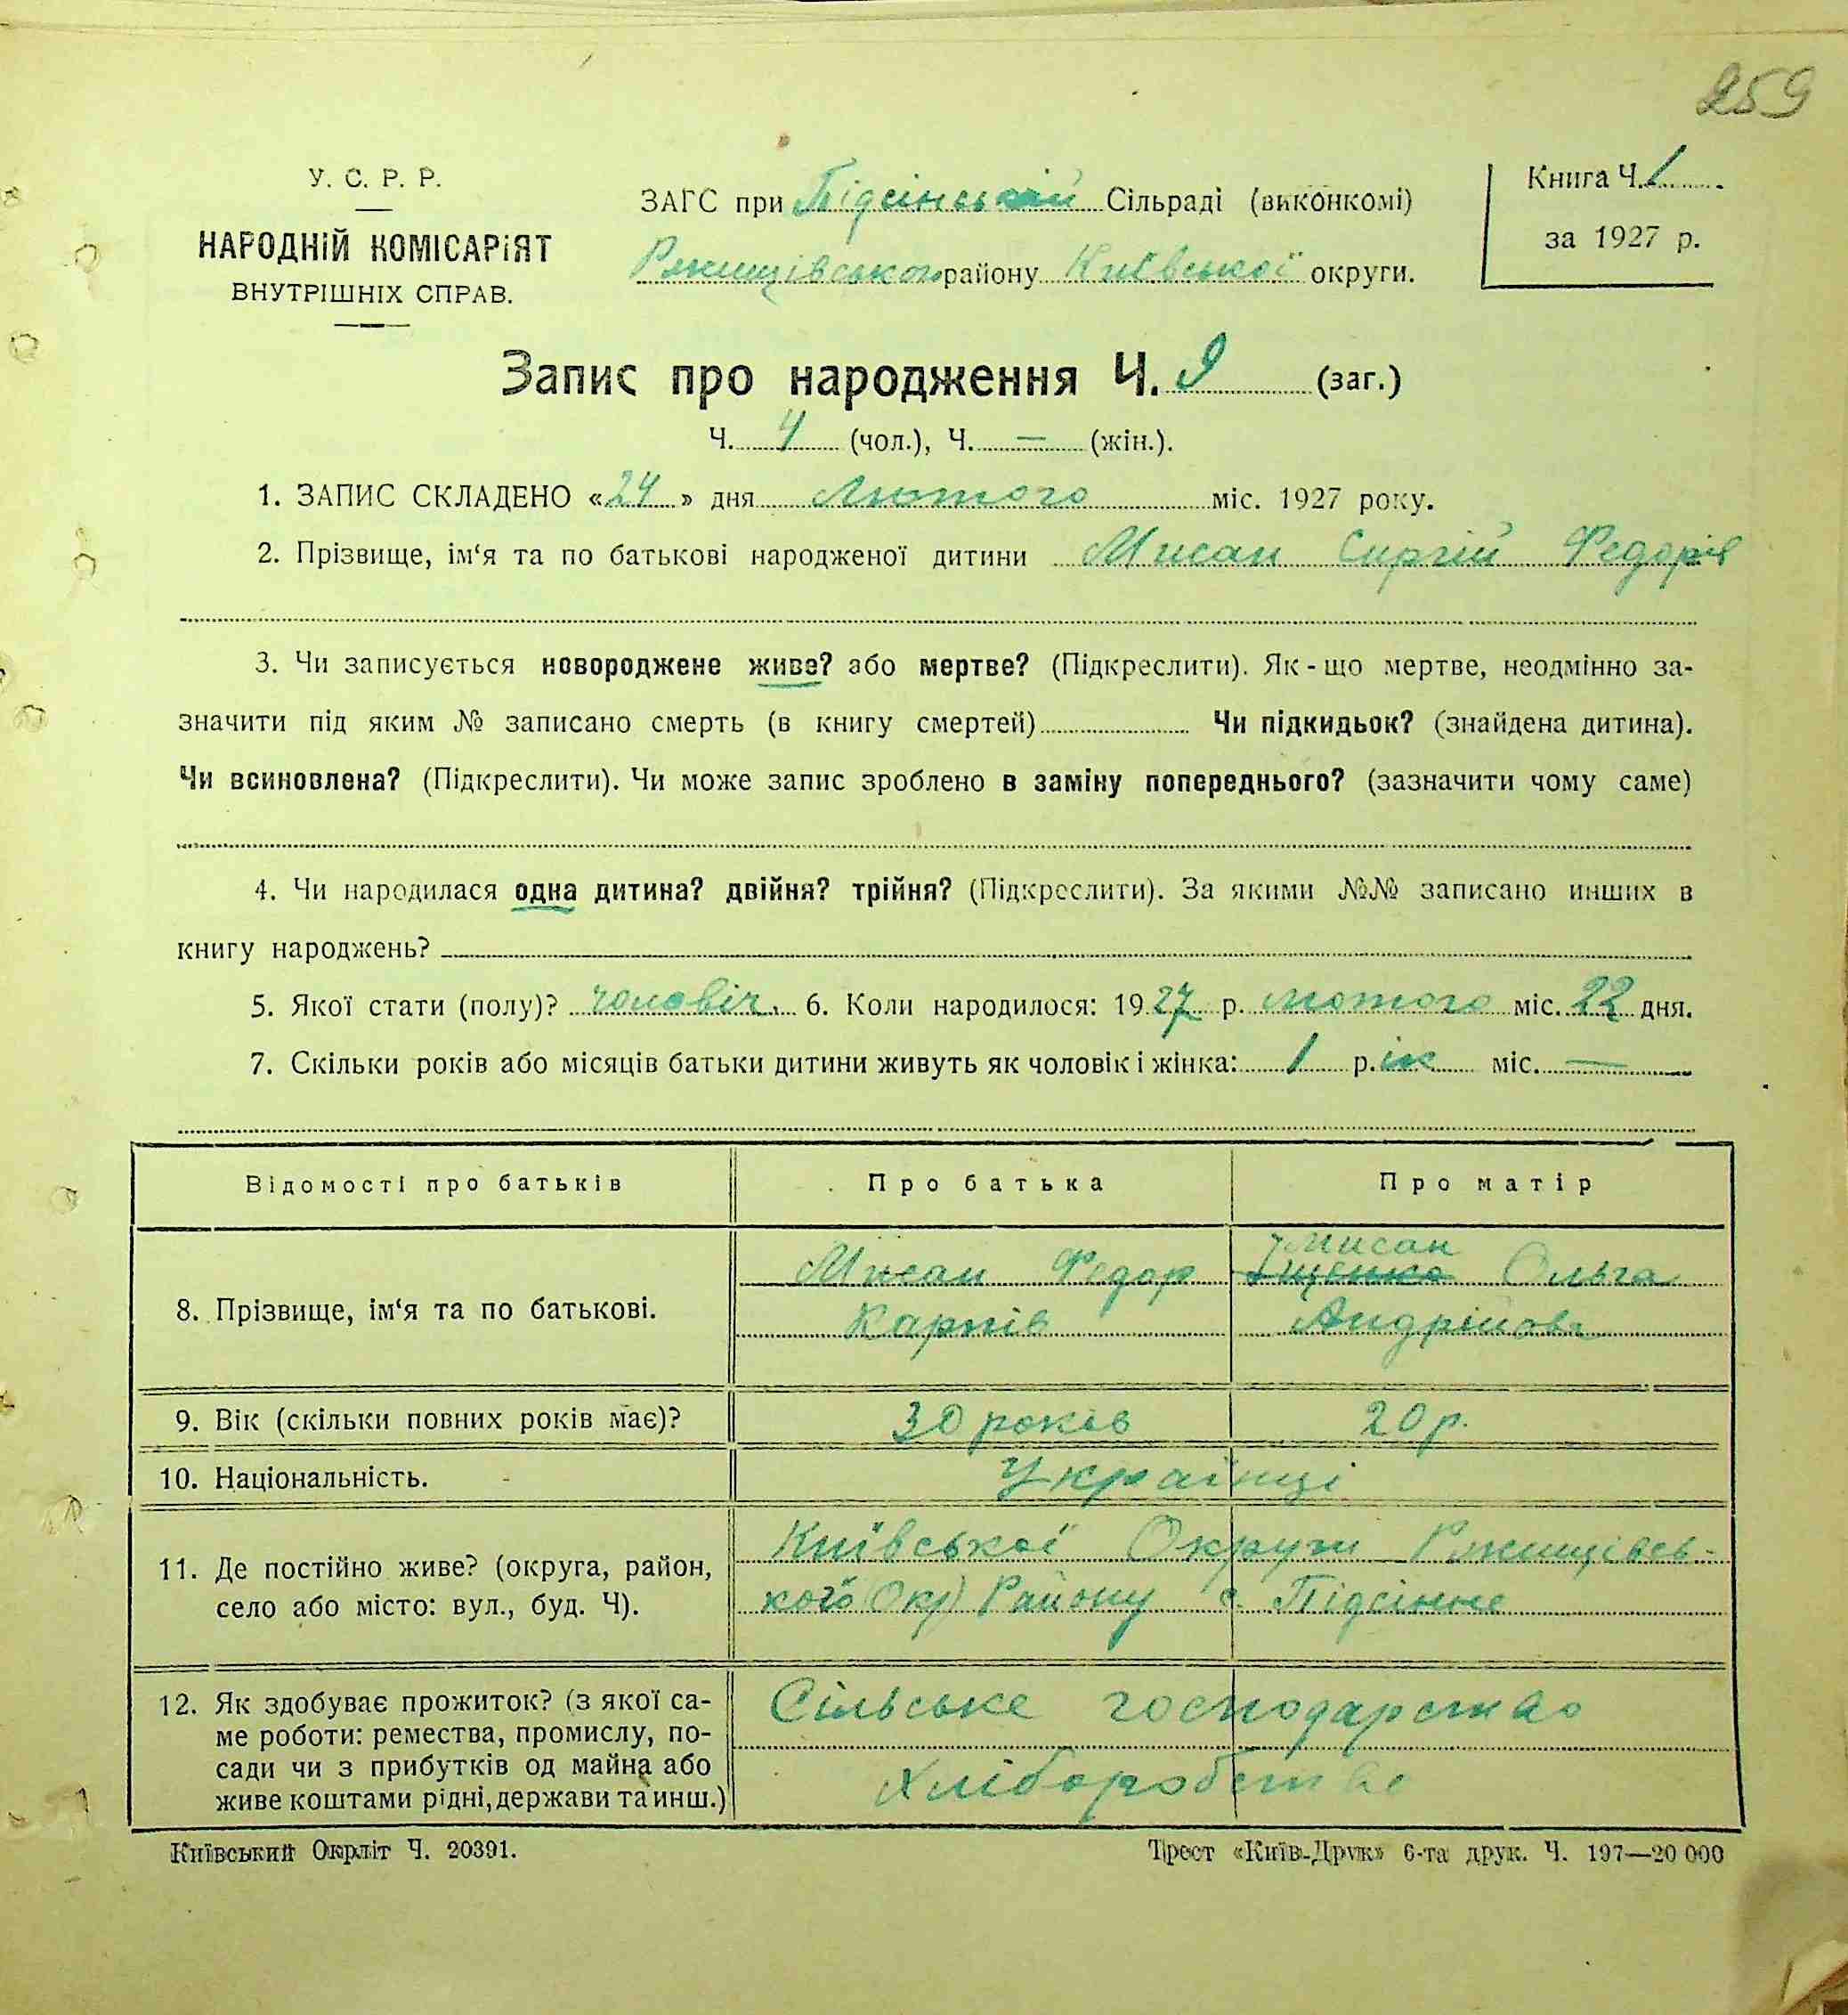 259
У. С. Р. Р.
НАРОДНІЙ КОМІСАРІЯТ
ВНУТРІШНІХ СПРАВ.
ЗАГС при Підсінській Сільраді (виконкомі)
Ржищівського району Київської округи.
Книга Ч. 1
за 1927 р.
Запис про народження Ч. 9 (заг.)
Ч. 4 (чол.), Ч. — (жін.).
1. ЗАПИС СКЛАДЕНО «24» дня Лютого міс. 1927 року.
2. Прізвище, ім‘я та по батькові народженої дитини Мисан Сиргій Федорів
3. Чи записується новороджене живе? або мертве? (Підкреслити). Як-що мертве, неодмінно за-
значити під яким № записано смерть (в книгу смертей) Чи підкидьок? (знайдена дитина).
Чи всиновлена? (Підкреслити). Чи може запис зроблено в заміну попереднього? (зазначити чому саме)
4. Чи народилася одна дитина? двійня? трійня? (Підкреслити). За якими №№ записано инших в
книгу народжень?
5. Якої стати (полу)? чоловіч. 6. Коли народилося: 1927 р. лютого міс. 22 дня.
7. Скільки років або місяців батьки дитини живуть як чоловік і жінка: 1 р.ік міс. —
Відомості про батьків Про батька Про матір
8. Прізвище, ім‘я та по батькові.
Мисан Федор
Карпів
Мисан
Ольга
Андрійовна
9. Вік (скільки повних років має)? 30 років 20 р.
10. Національність. Українці
11. Де постійно живе? (округа, район,
село або місто: вул., буд. Ч).
Київської Округи Ржищівсь-
кого (Окр) Району с. Підсінне
12. Як здобуває прожиток? (з якої са-
ме роботи: ремества, промислу, по-
сади чи з прибутків од майна або
живе коштами рідні, держави та инш.)
Сільське господарство
Хліборобство
Київський Окрліт Ч. 20391.
Трест «Київ-Друк» 6-та друк. Ч. 197—20 000